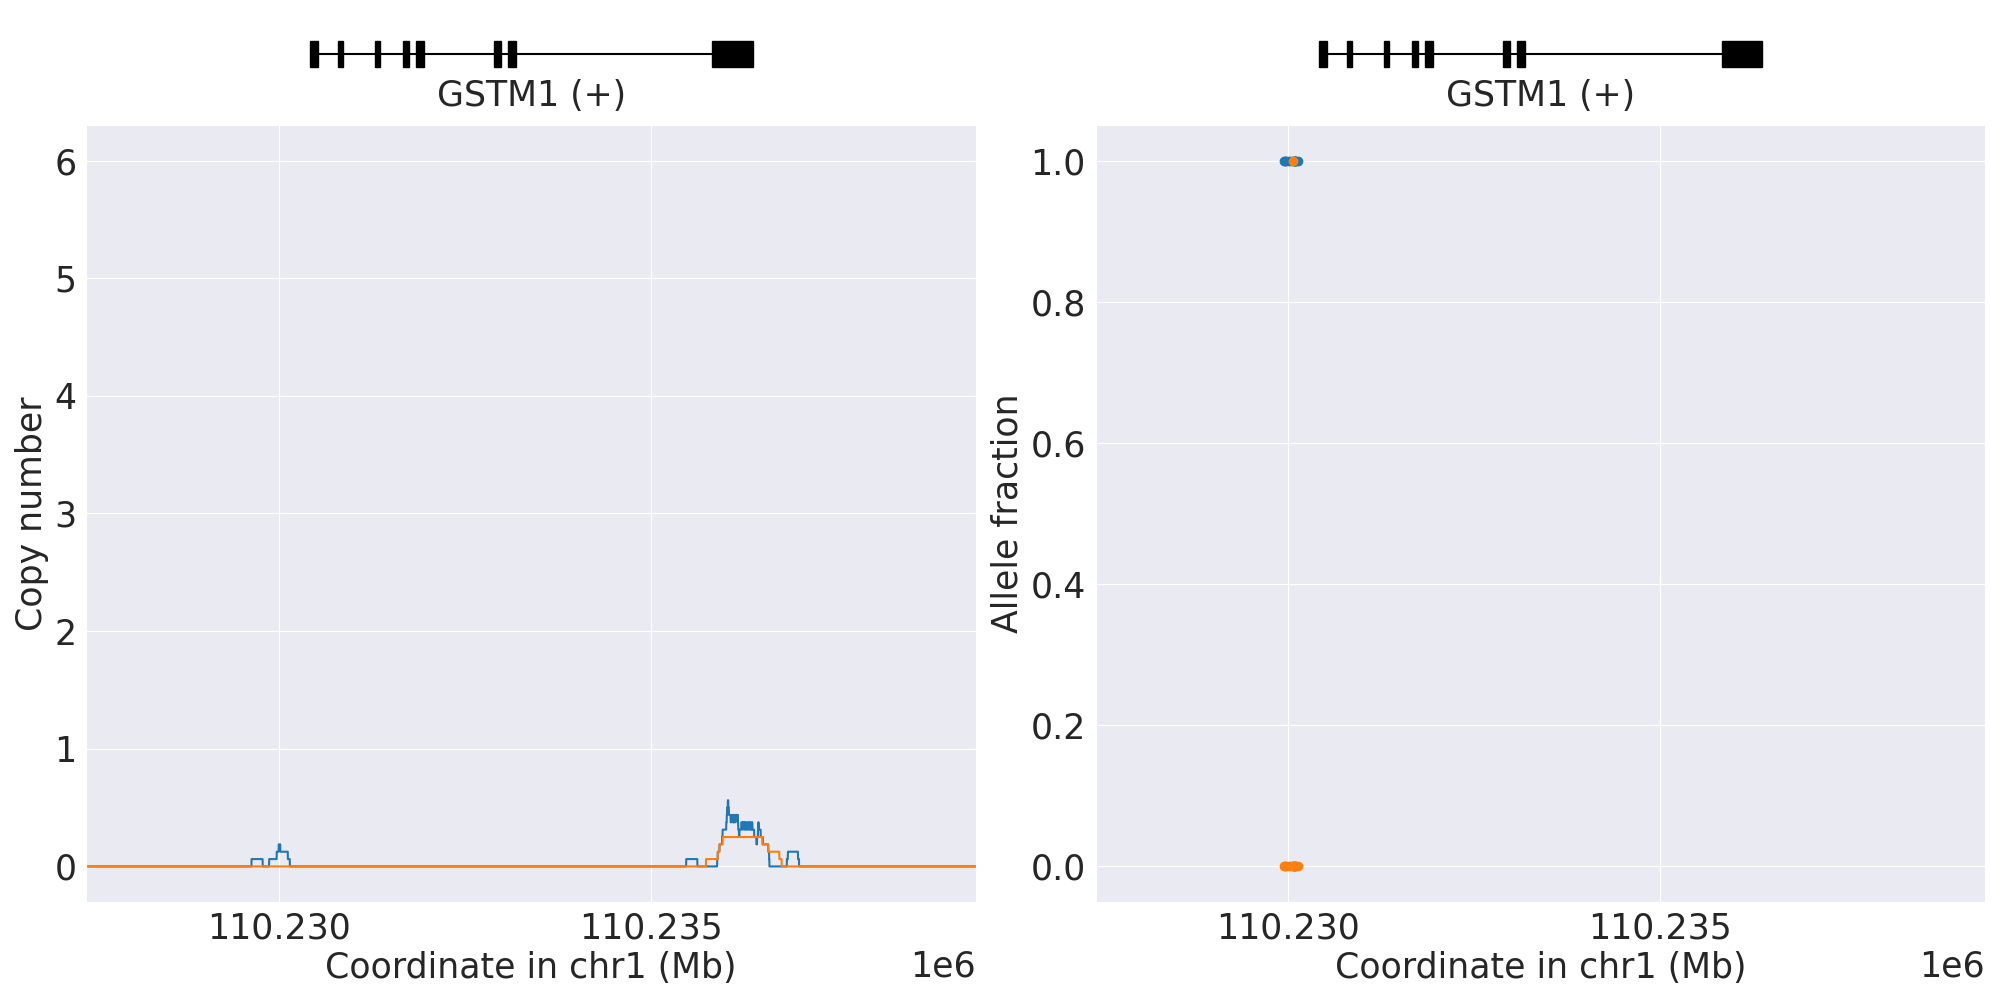 GSTM1 (+)
6
5
4
3
2
1
0
Copy number
110.230
110.235
Coordinate in chr1 (Mb)
1e6
GSTM1 (+)
1.0
0.8
0.6
0.4
0.2
0.0
Allele fraction
110.230
110.235
Coordinate in chr1 (Mb)
1e6